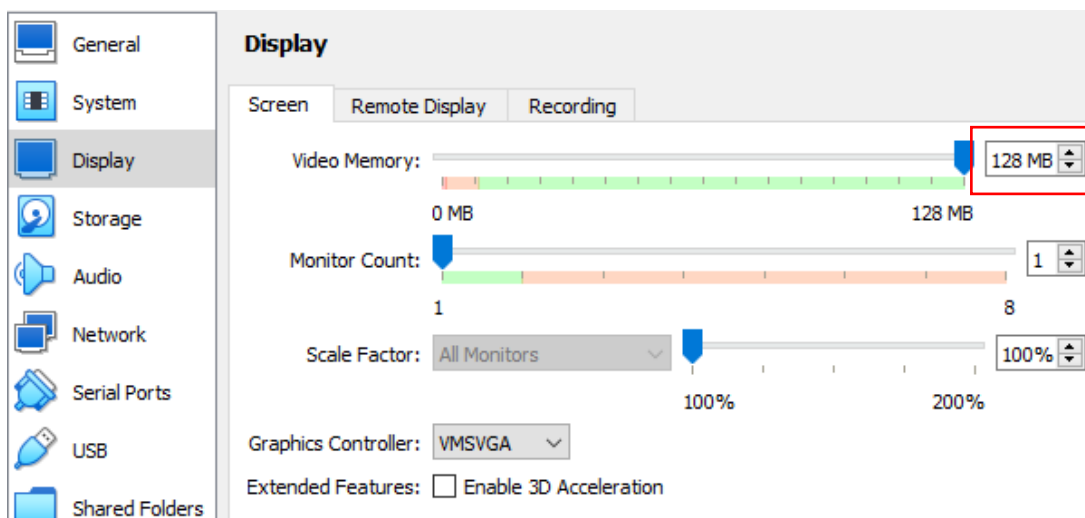 General
System
Display
Storage
Audio
Network
Serial Ports
USB
Shared Folders
Display
Screen Remote Display Recording
Video Memory: 128 MB
0 MB 128 MB
Monitor Count: 1
1 8
Scale Factor: All Monitors 100%
100% 200%
Graphics Controller: VMSVGA
Extended Features: Enable 3D Acceleration